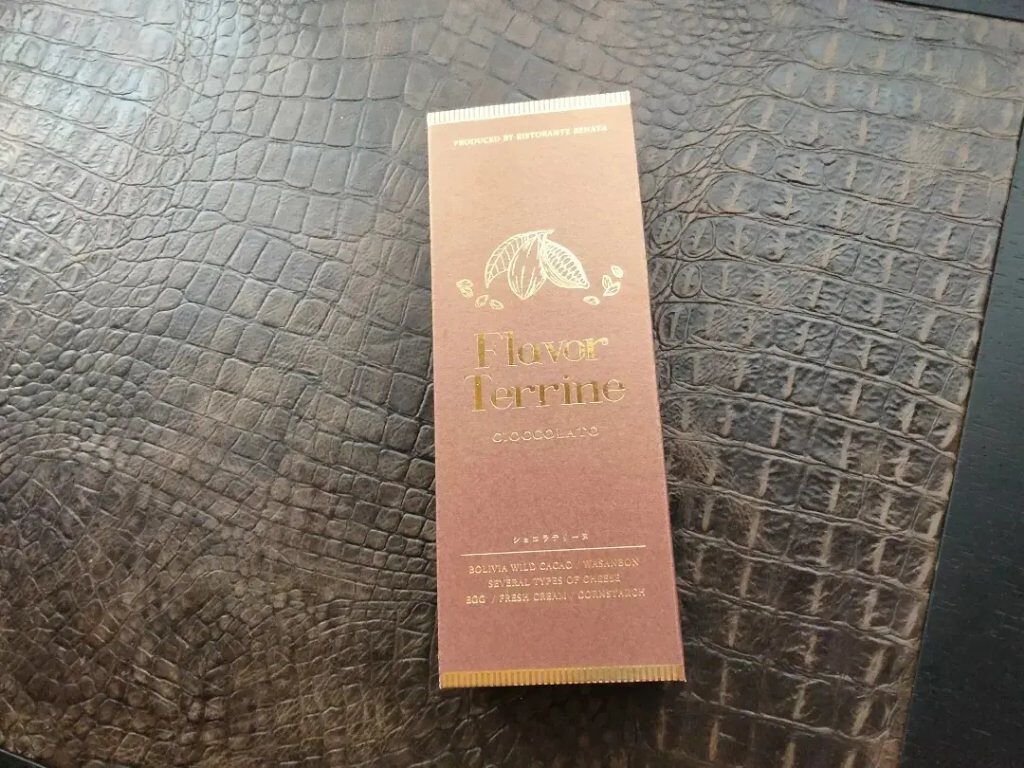 PRODUCED BY RISTORANTE HENATA
Flavor
Terrine
CIOCCOLATO
ショコラテリーヌ
BOLIVIA WILD CACAO / WASANBON
SEVERAL TYPES OF CHEESE
EGG / FRESH CREAM / CORNSTARCH